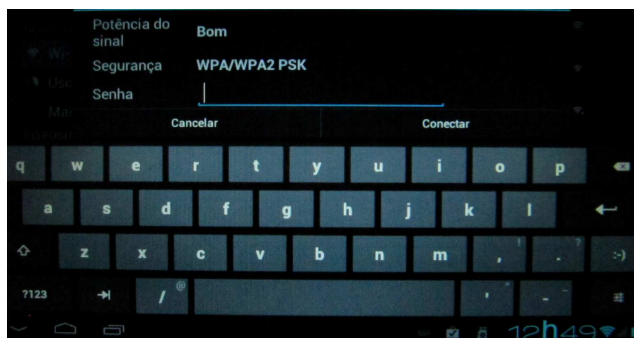 Potência do sinal
Bom
Segurança
WPA/WPA2 PSK
Senha
Cancelar
Conectar
q w e r t y u i o p
a s d f g h j k l
z x c v b n m , ! . ? :-)
?123 / @ ' " - _
12h49